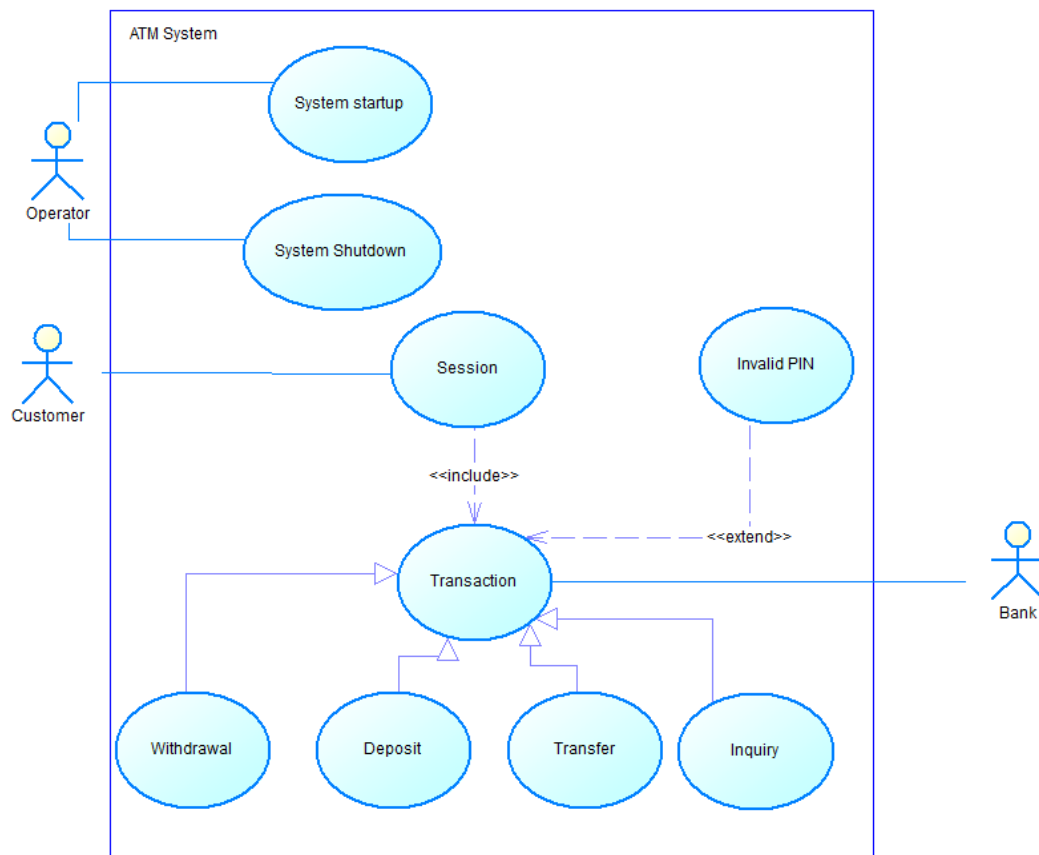 ATM System
System startup
Operator
System Shutdown
Session
Invalid PIN
Customer
<<include>>
<<extend>>
Transaction
Bank
Withdrawal
Deposit
Transfer
Inquiry